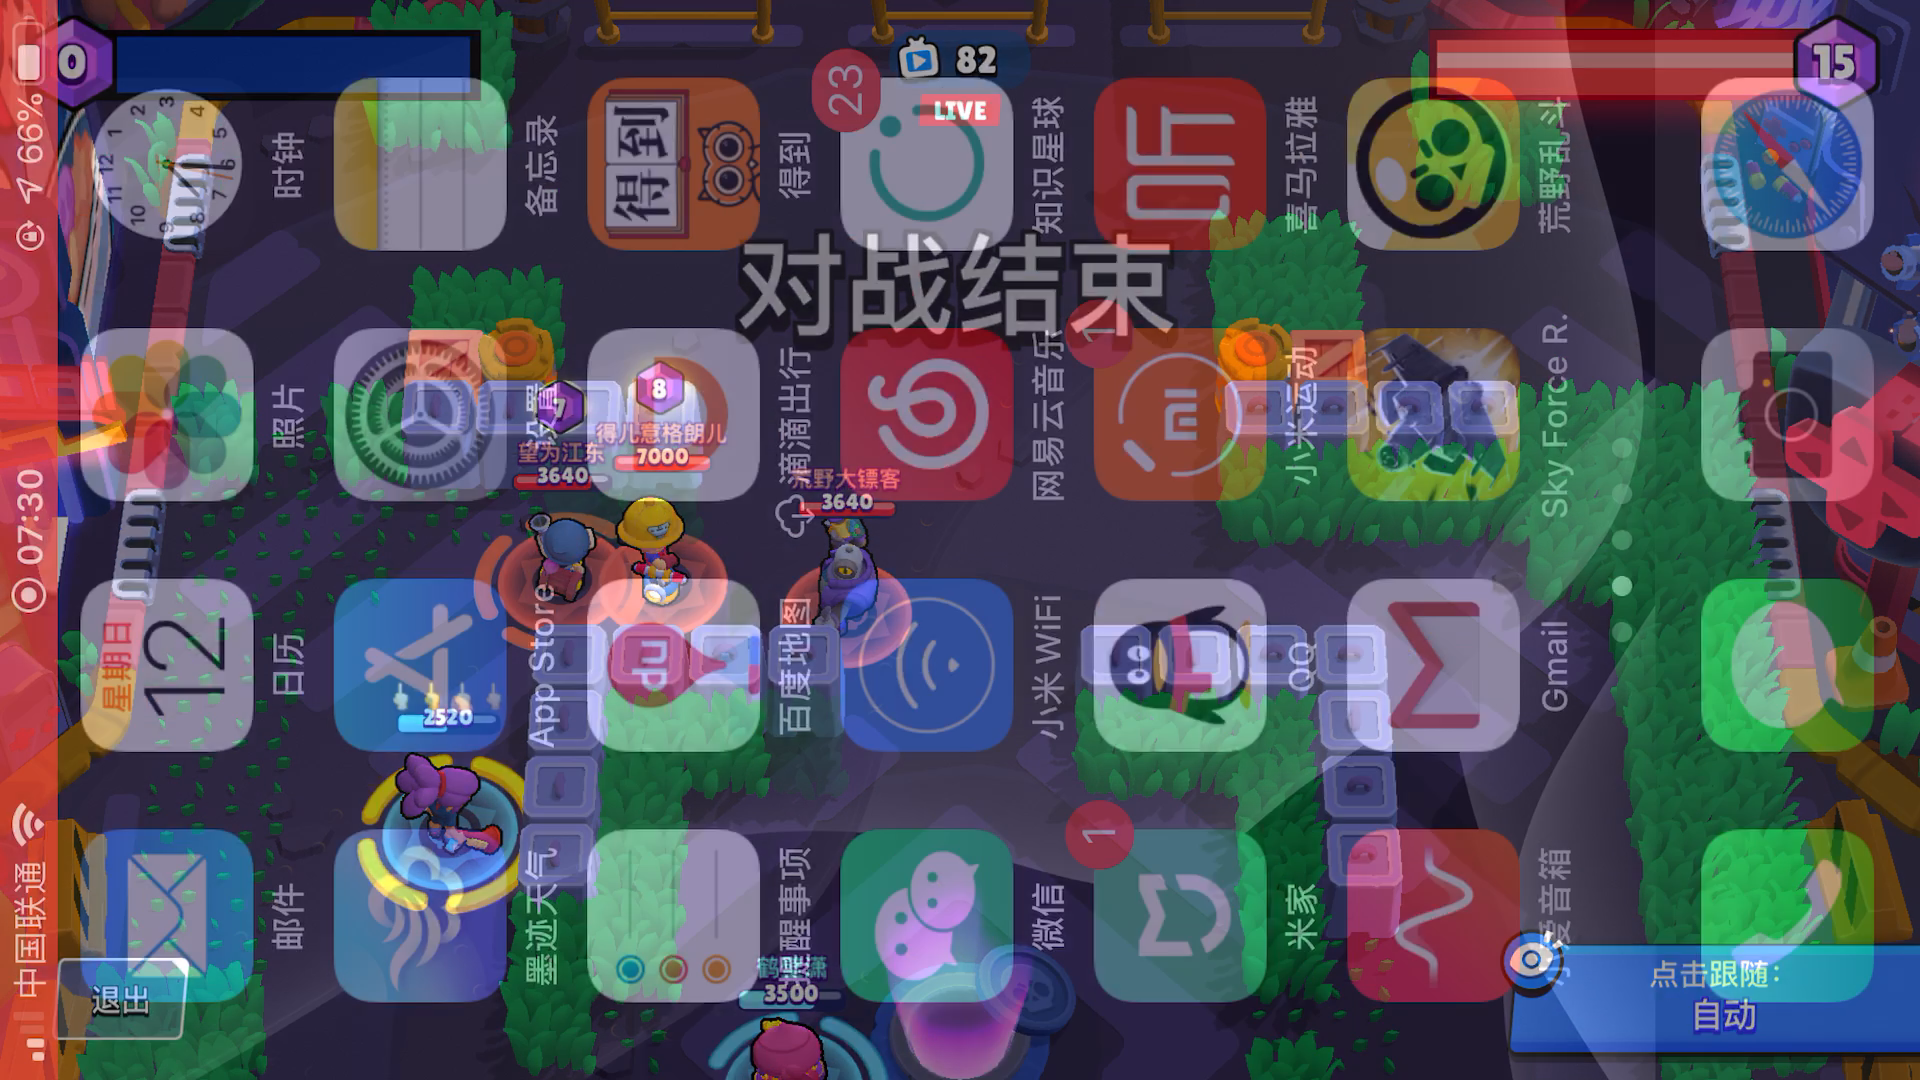 0
82
15
LIVE
对战结束
8
7
得儿意格朗儿
7000
望为江东
3640
荒野大镖客
3640
2520
3500
退出
点击跟随:
自动
中国联通
07:30
66%
时钟
备忘录
得到
得到
23
知识星球
听
喜马拉雅
荒野乱斗
照片
滴滴出行
网易云音乐
1
小米运动
Sky Force R.
星期日
12
日历
App Store
du
百度地图
小米 WiFi
QQ
Gmail
邮件
墨迹天气
提醒事项
微信
1
米家